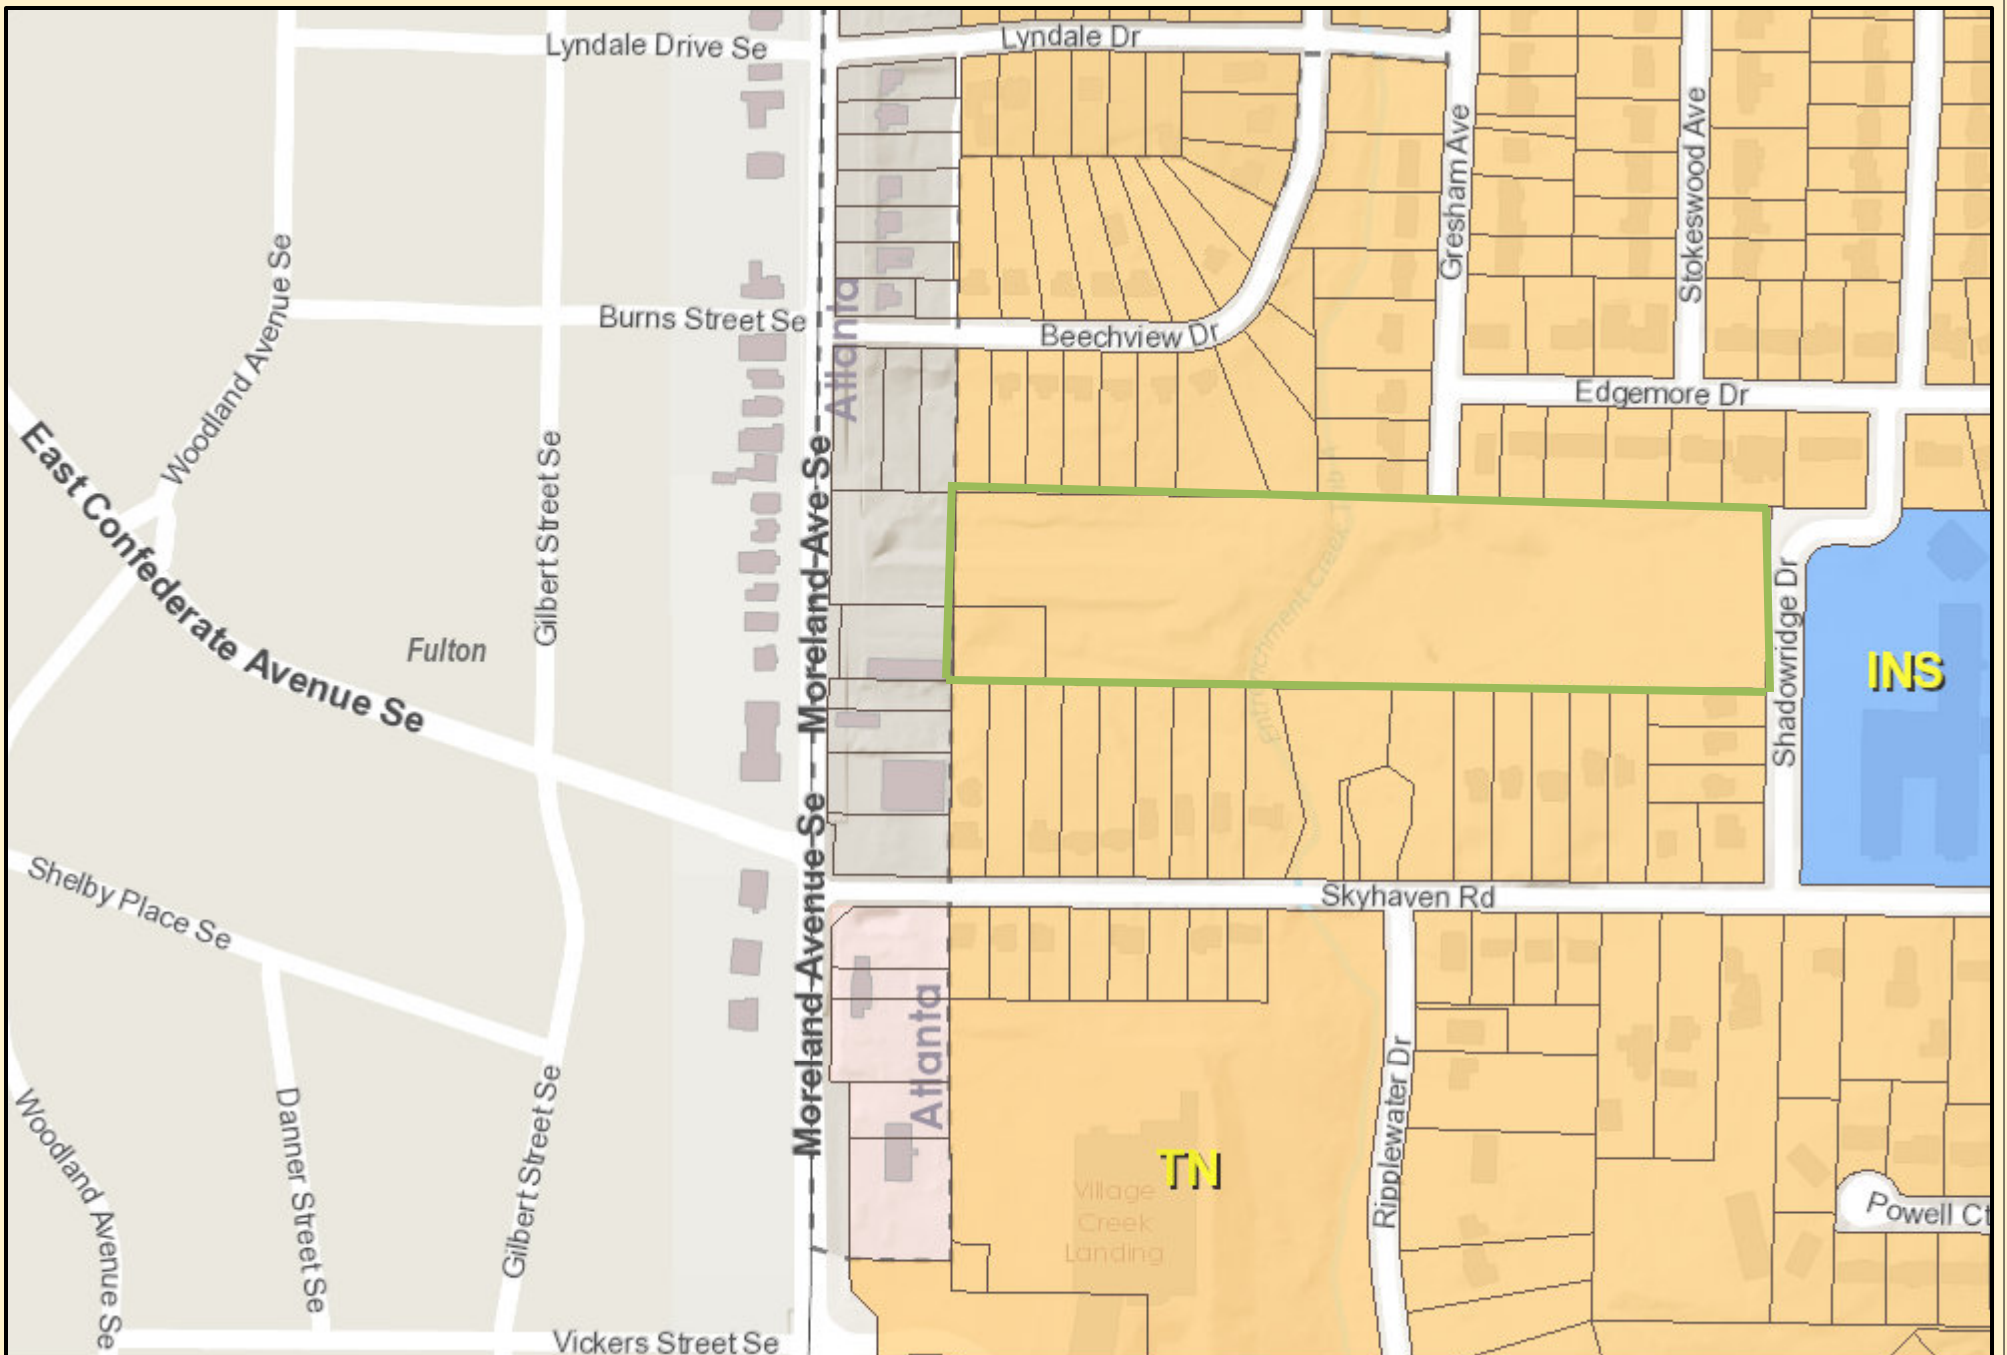 Lyndale Drive Se
Lyndale Dr
Gresham Ave
Stokeswood Ave
Woodland Avenue Se
Burns Street Se
Atlanta
Beechview Dr
Edgemore Dr
East Confederate Avenue Se
Gilbert Street Se
Moreland Ave Se
Entrenchment Creek Trib
Fulton
Shadowridge Dr
INS
Moreland Avenue Se
Shelby Place Se
Skyhaven Rd
Atlanta
Woodland Avenue Se
Danner Street Se
Gilbert Street Se
Ripplewater Dr
TN
Village
Creek
Landing
Powell Ct
Vickers Street Se